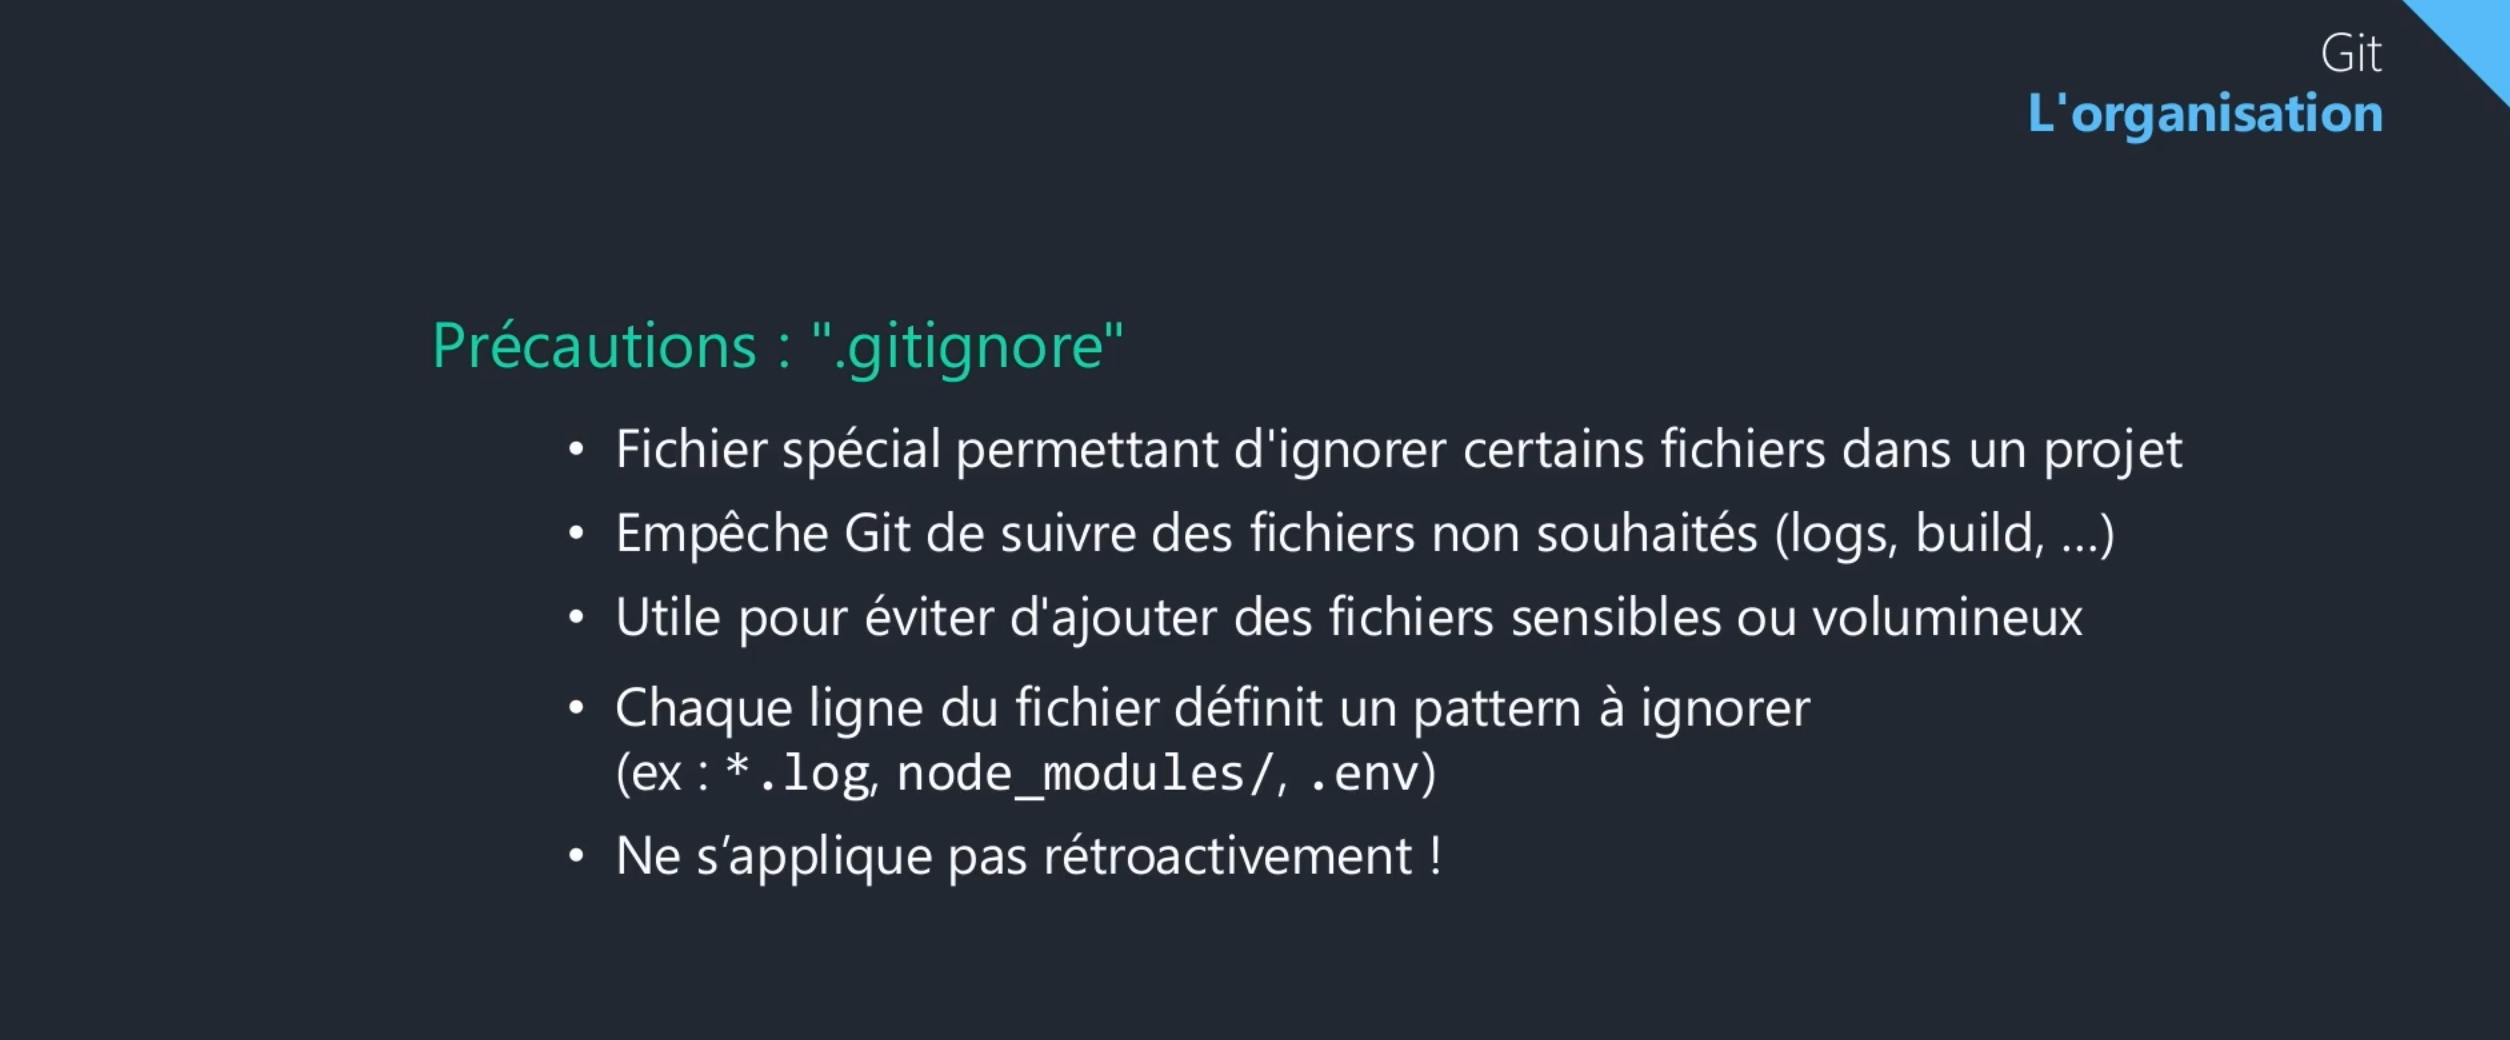 Git
L'organisation
Précautions : ".gitignore"
• Fichier spécial permettant d'ignorer certains fichiers dans un projet
• Empêche Git de suivre des fichiers non souhaités (logs, build, ...)
• Utile pour éviter d'ajouter des fichiers sensibles ou volumineux
• Chaque ligne du fichier définit un pattern à ignorer
(ex : *.log, node_modules/, .env)
• Ne s’applique pas rétroactivement !